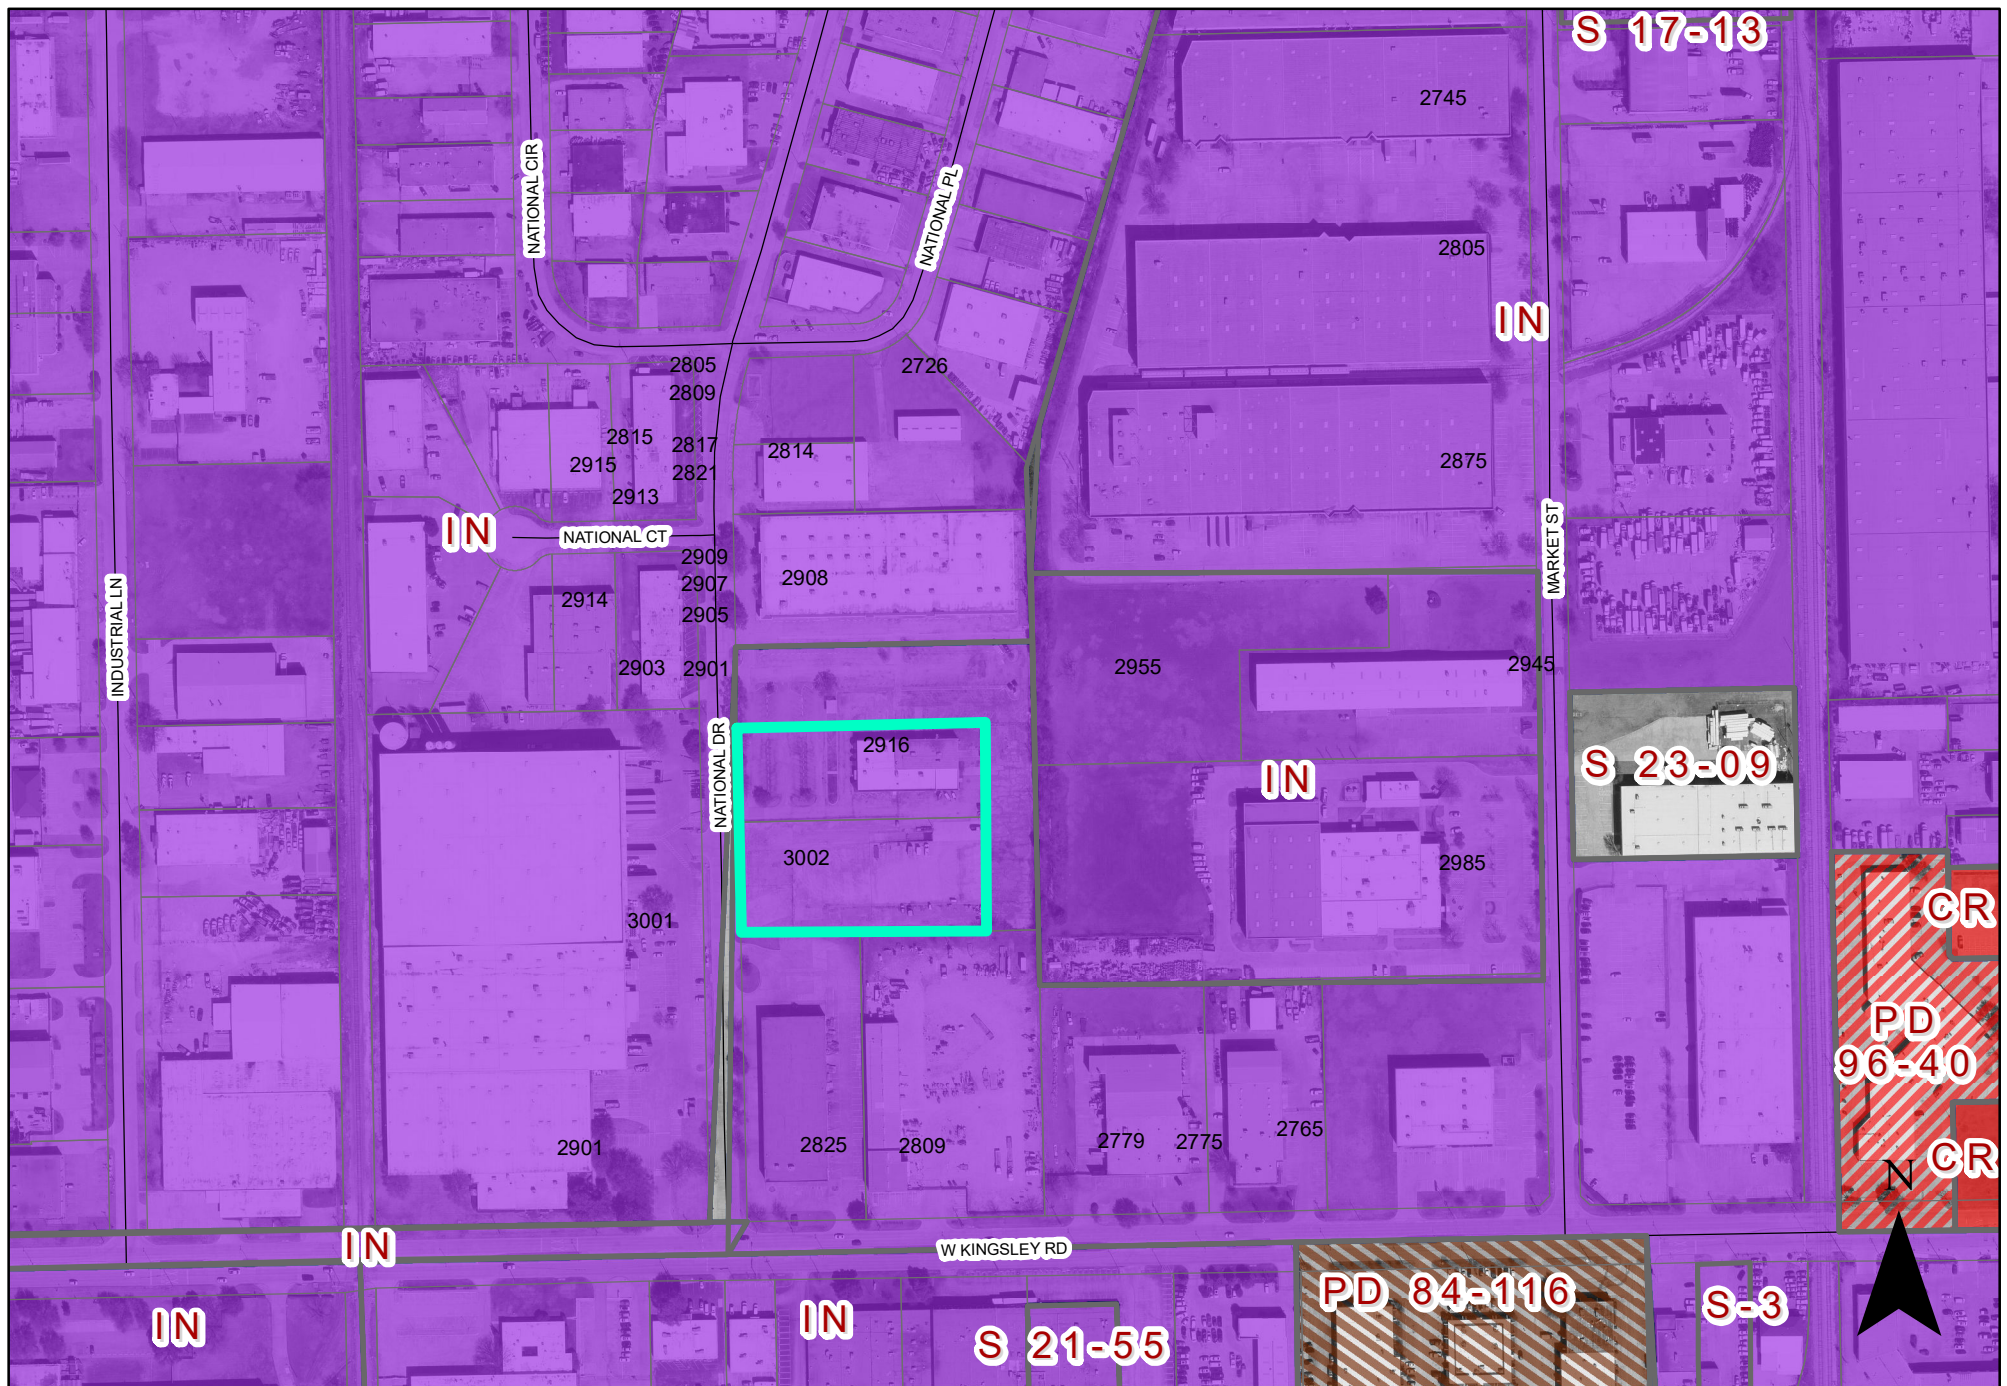 S 17-13
2745
NATIONAL CIR
NATIONAL PL
2805
IN
2805
2726
2809
2815
2817
2814
2915
2821
2875
2913
IN
NATIONAL CT
MARKET ST
2909
2908
2907
2914
2905
INDUSTRIAL LN
2903
2901
2955
2945
NATIONAL DR
2916
IN
S 23-09
3002
2985
3001
CR
PD
96-40
2901
2825
2809
2779
2775
2765
CR
N
IN
W KINGSLEY RD
PD 84-116
IN
IN
S 21-55
S-3